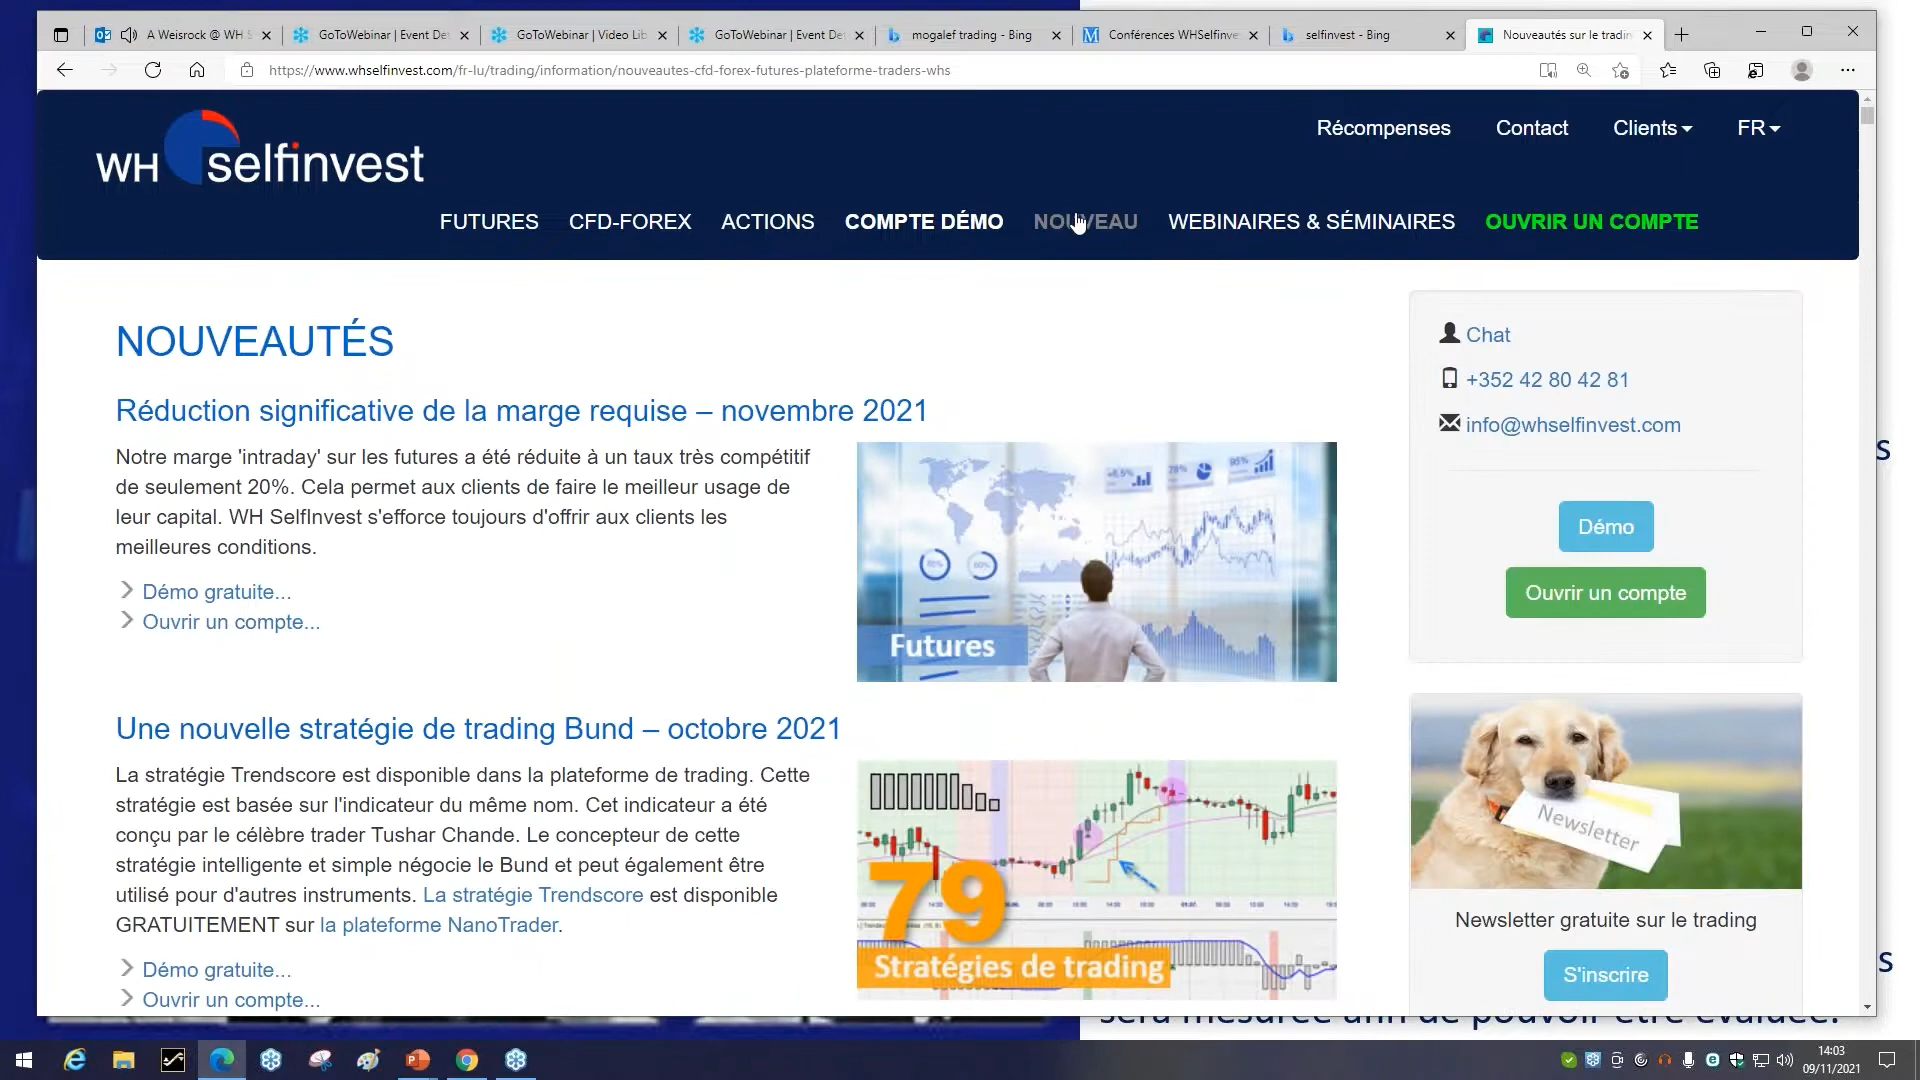 A Weisrock @ WH S
GoToWebinar | Event Det
GoToWebinar | Video Lib
GoToWebinar | Event Det
mogalef trading - Bing
Conférences WHSelfinve
selfinvest - Bing
Nouveautés sur le tradin
https://www.whselfinvest.com/fr-lu/trading/information/nouveautes-cfd-forex-futures-plateforme-traders-whs
WH selfinvest
Récompenses
Contact
Clients
FR
FUTURES
CFD-FOREX
ACTIONS
COMPTE DÉMO
NOUVEAU
WEBINAIRES & SÉMINAIRES
OUVRIR UN COMPTE
NOUVEAUTÉS
Réduction significative de la marge requise – novembre 2021
Notre marge 'intraday' sur les futures a été réduite à un taux très compétitif
de seulement 20%. Cela permet aux clients de faire le meilleur usage de
leur capital. WH SelfInvest s'efforce toujours d'offrir aux clients les
meilleures conditions.
Démo gratuite...
Ouvrir un compte...
Futures
Une nouvelle stratégie de trading Bund – octobre 2021
La stratégie Trendscore est disponible dans la plateforme de trading. Cette
stratégie est basée sur l'indicateur du même nom. Cet indicateur a été
conçu par le célèbre trader Tushar Chande. Le concepteur de cette
stratégie intelligente et simple négocie le Bund et peut également être
utilisé pour d'autres instruments. La stratégie Trendscore est disponible
GRATUITEMENT sur la plateforme NanoTrader.
Démo gratuite...
Ouvrir un compte...
79
Stratégies de trading
Chat
+352 42 80 42 81
info@whselfinvest.com
Démo
Ouvrir un compte
Newsletter
Newsletter gratuite sur le trading
S'inscrire
s
s
sera mesurée afin de pouvoir être évaluée.
14:03
09/11/2021